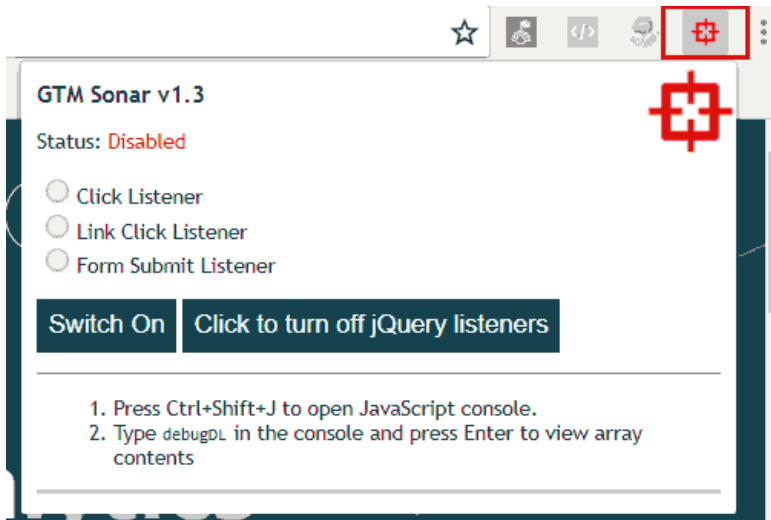 GTM Sonar v1.3
Status: Disabled
Click Listener
Link Click Listener
Form Submit Listener
Switch On Click to turn off jQuery listeners
1. Press Ctrl+Shift+J to open JavaScript console.
2. Type debugDL in the console and press Enter to view array
contents